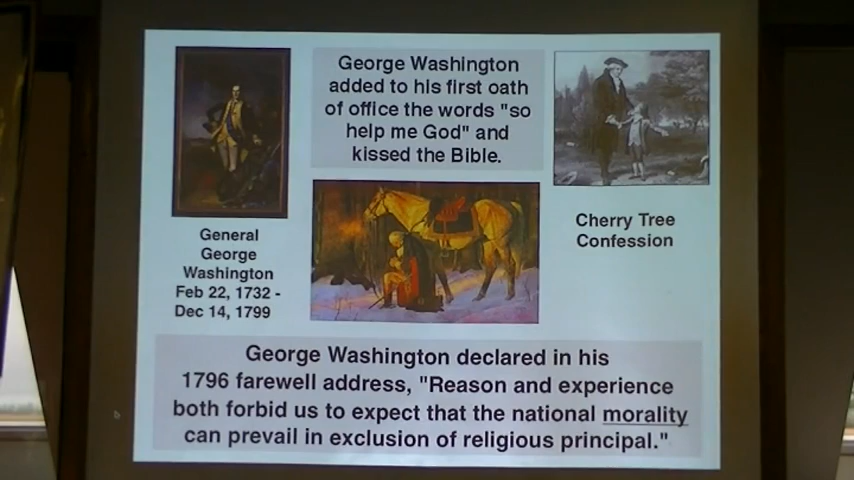 George Washington
added to his first oath
of office the words "so
help me God" and
kissed the Bible.
General
George
Washington
Feb 22, 1732 -
Dec 14, 1799
Cherry Tree
Confession
George Washington declared in his
1796 farewell address, "Reason and experience
both forbid us to expect that the national morality
can prevail in exclusion of religious principal."